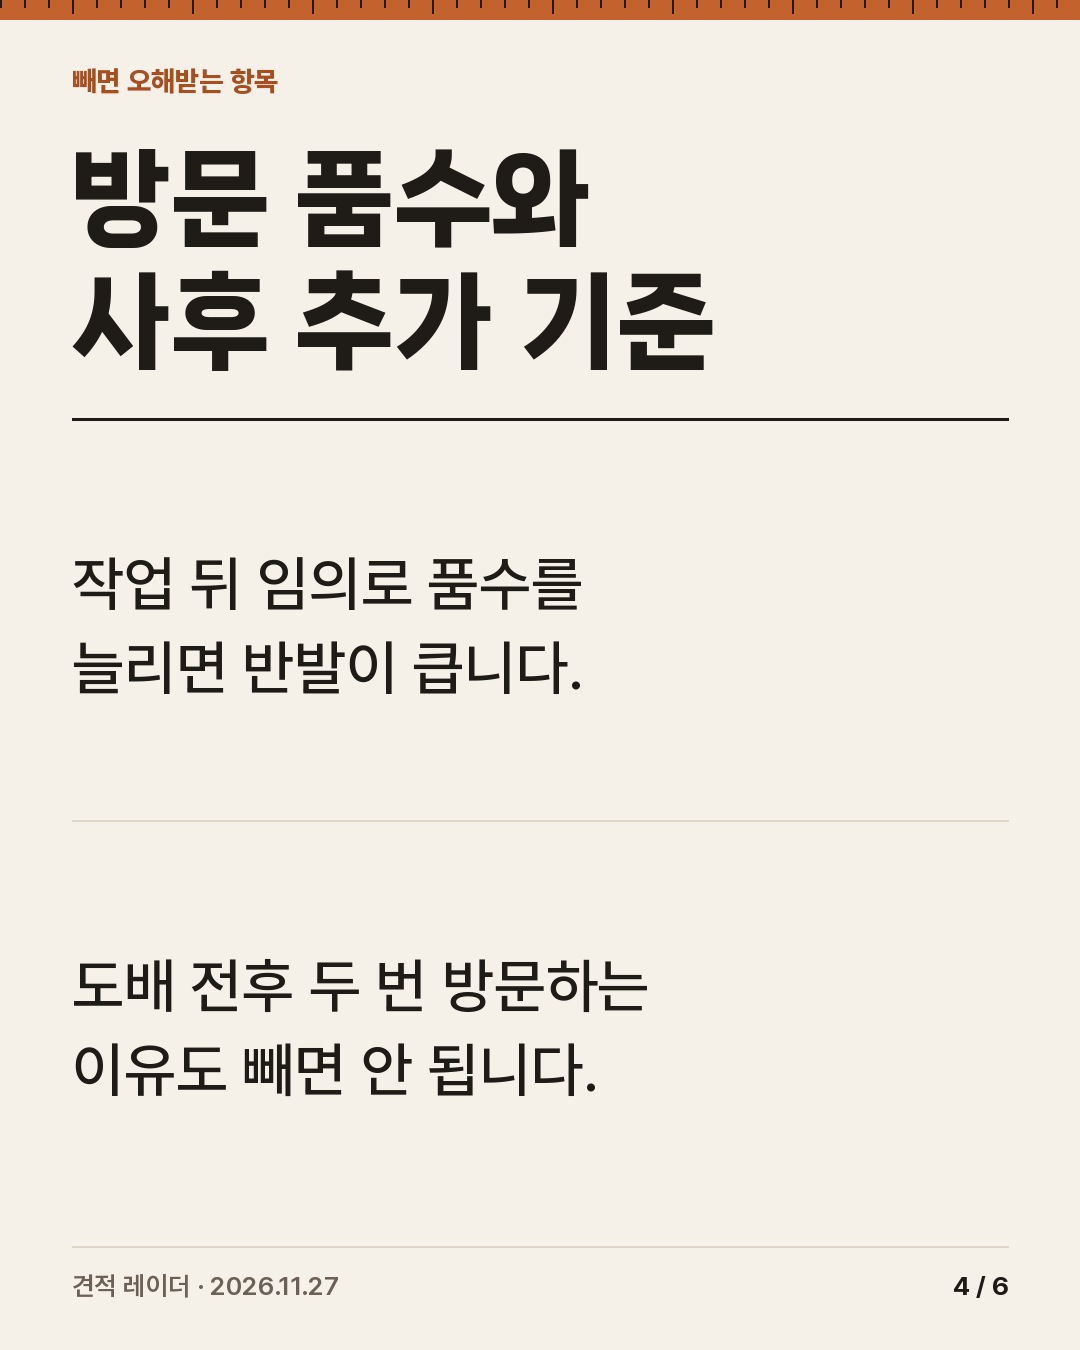 빼면 오해받는 항목
방문 품수와
사후 추가 기준
작업 뒤 임의로 품수를
늘리면 반발이 큽니다.
도배 전후 두 번 방문하는
이유도 빼면 안 됩니다.
견적 레이더 · 2026.11.27
4 / 6